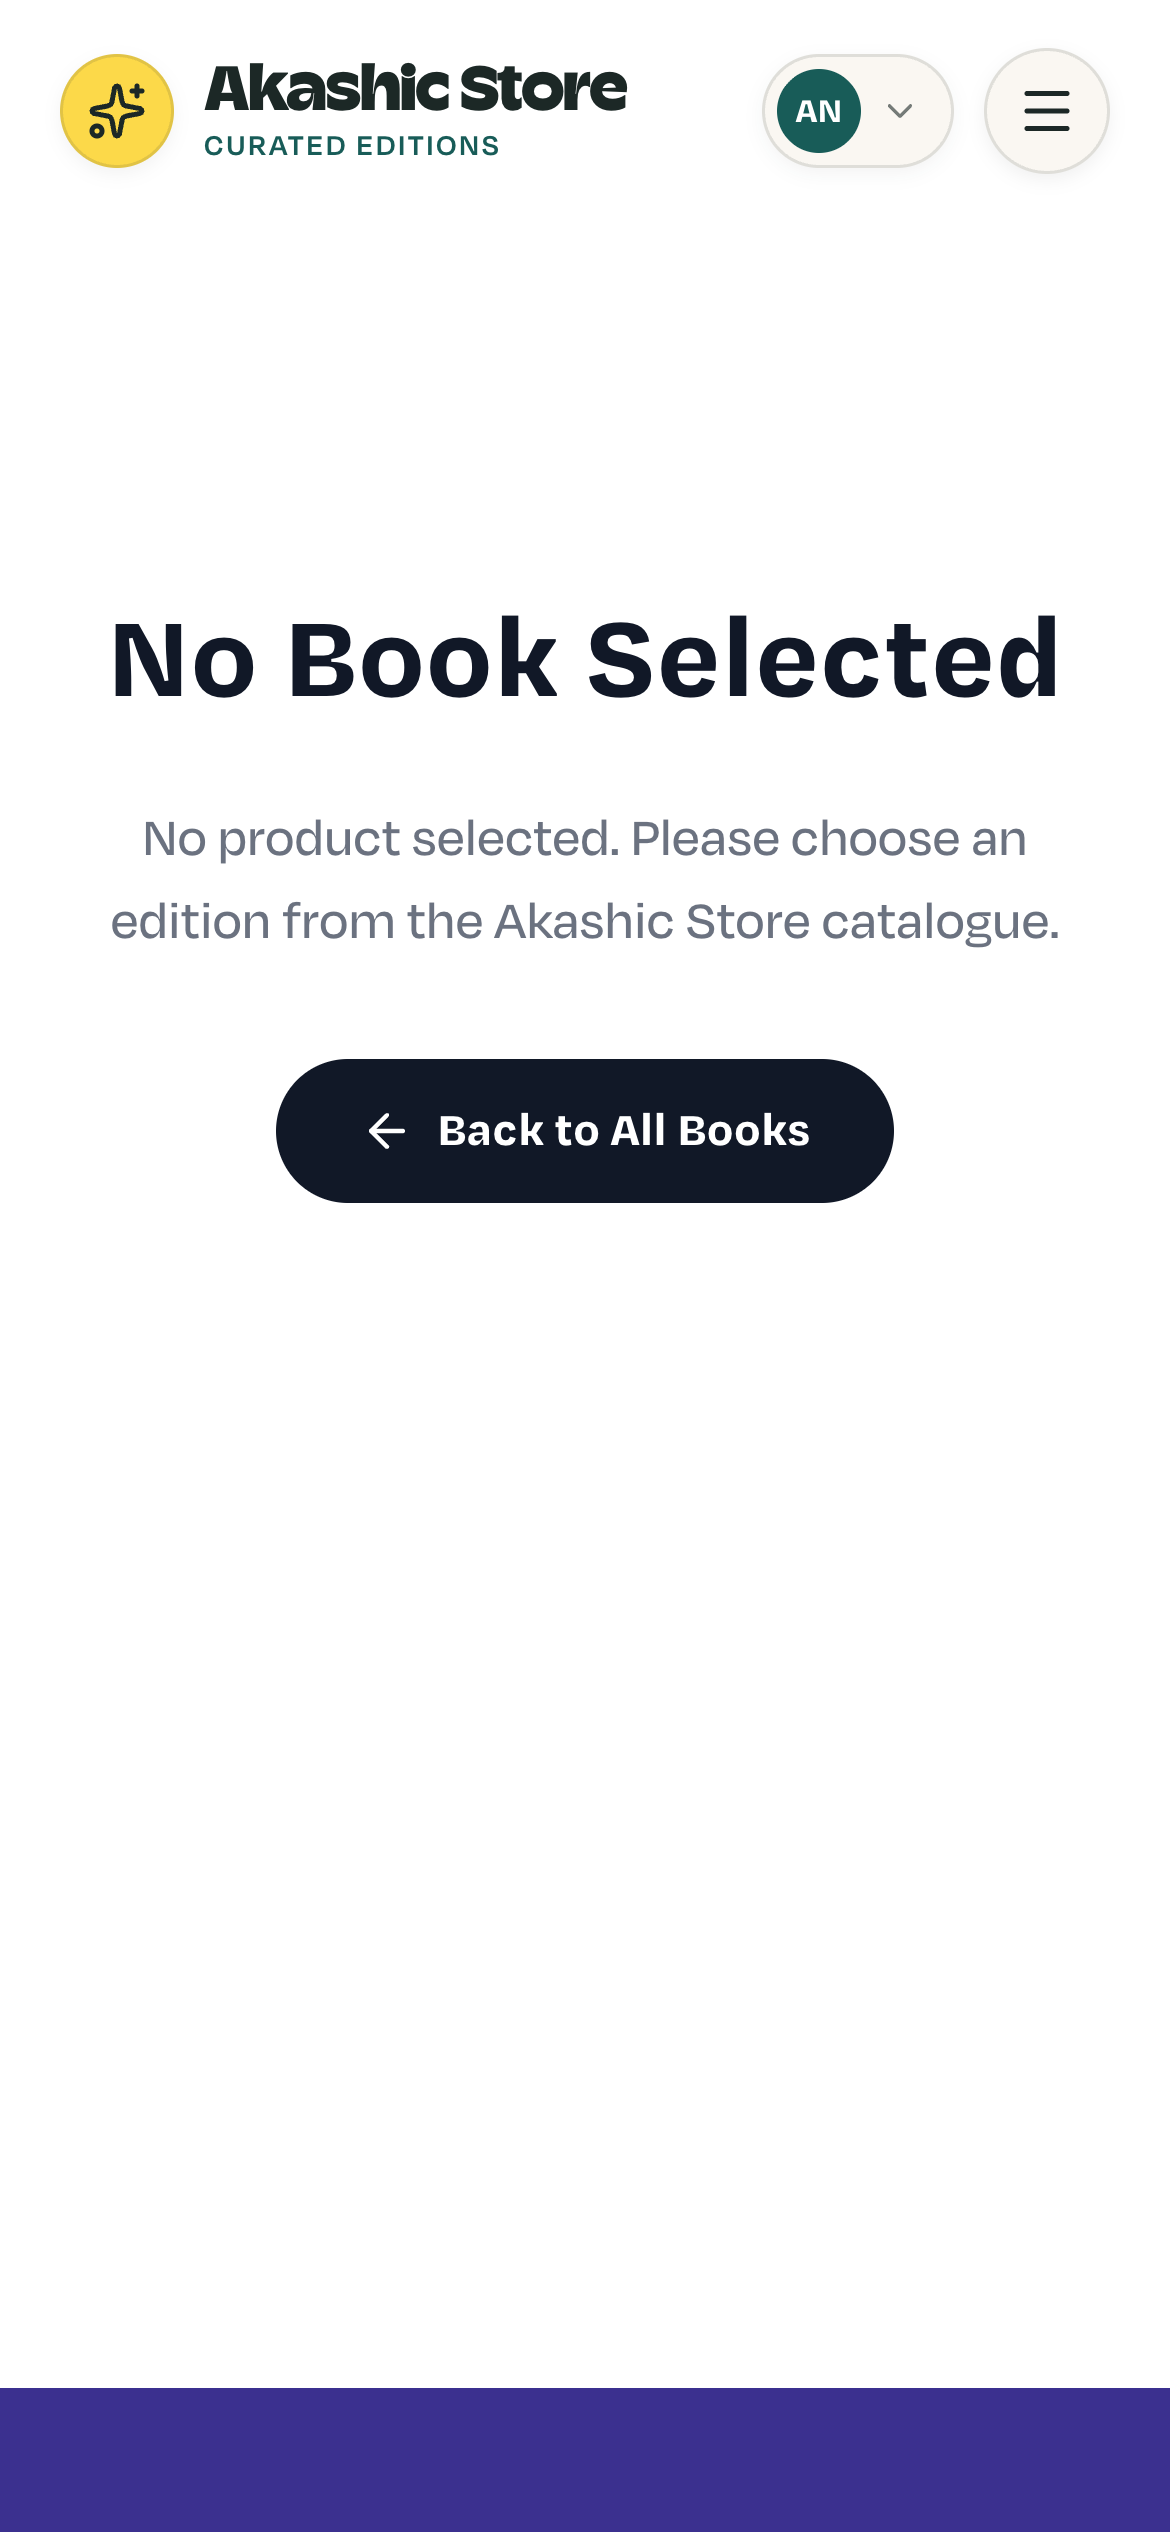 Akashic Store
CURATED EDITIONS
AN
No Book Selected
No product selected. Please choose an
edition from the Akashic Store catalogue.
Back to All Books